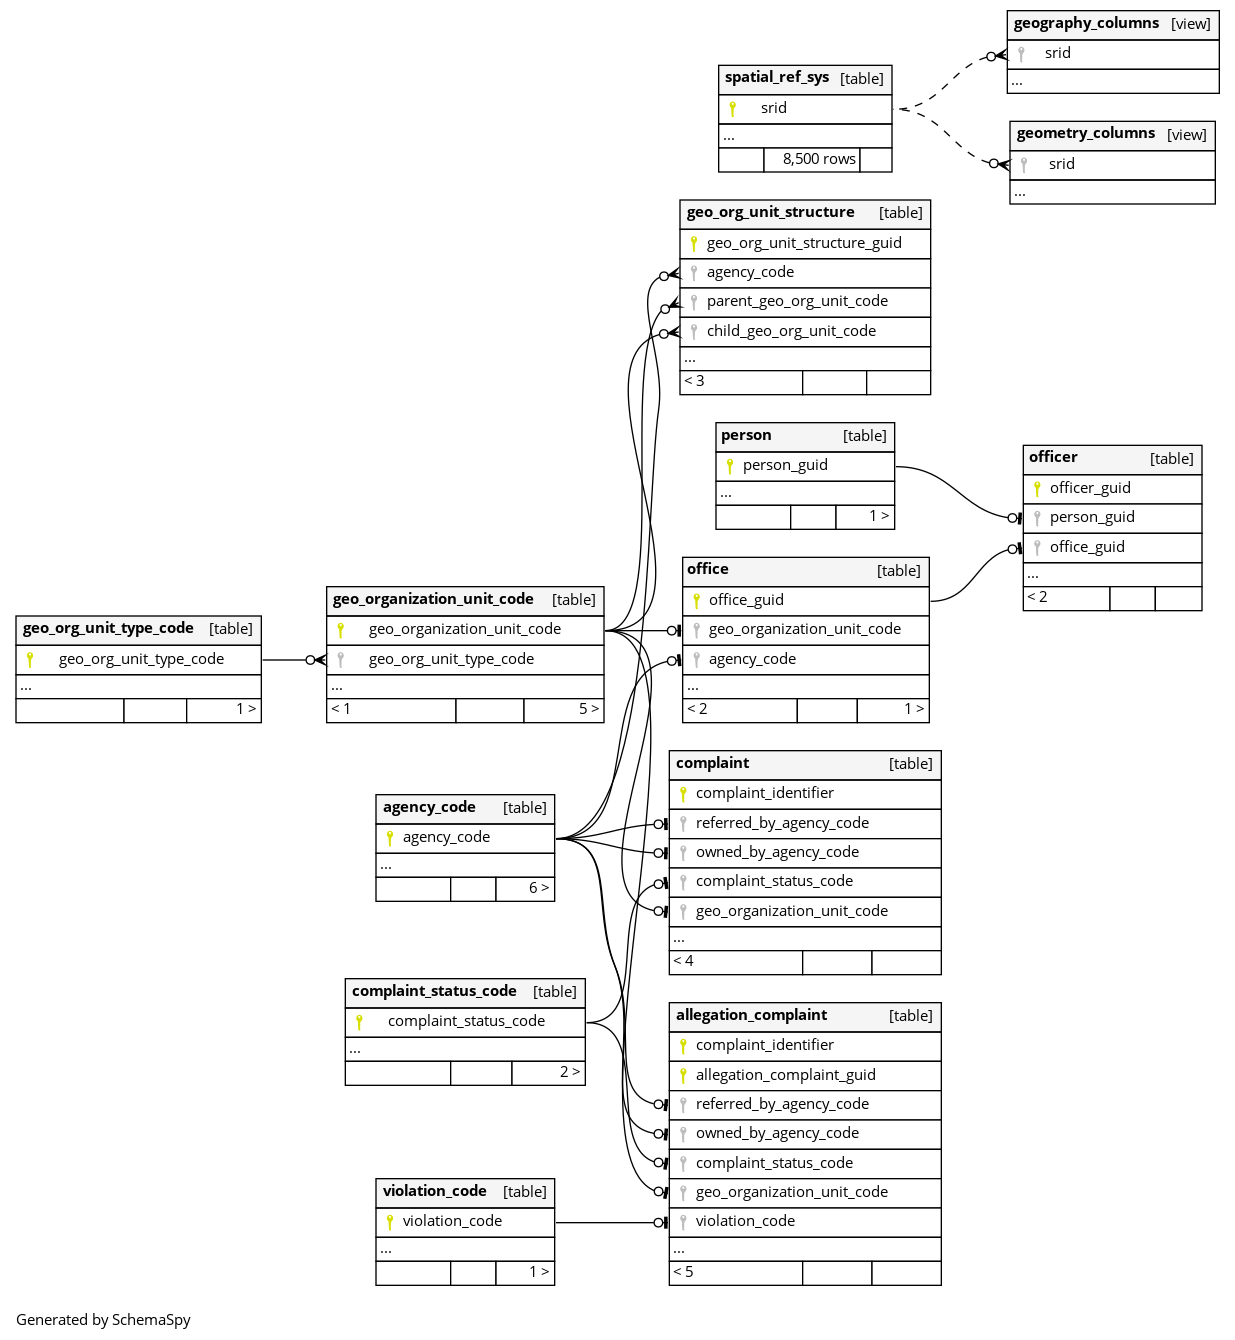 geography_columns [view]
srid
...
spatial_ref_sys [table]
srid
...
8,500 rows
geometry_columns [view]
srid
...
geo_org_unit_structure [table]
geo_org_unit_structure_guid
agency_code
parent_geo_org_unit_code
child_geo_org_unit_code
...
< 3
person [table]
person_guid
...
1 >
officer [table]
officer_guid
person_guid
office_guid
...
< 2
office [table]
office_guid
geo_organization_unit_code
agency_code
...
< 2 1 >
geo_organization_unit_code [table]
geo_organization_unit_code
geo_org_unit_type_code
...
< 1 5 >
geo_org_unit_type_code [table]
geo_org_unit_type_code
...
1 >
complaint [table]
complaint_identifier
referred_by_agency_code
owned_by_agency_code
complaint_status_code
geo_organization_unit_code
...
< 4
agency_code [table]
agency_code
...
6 >
complaint_status_code [table]
complaint_status_code
...
2 >
allegation_complaint [table]
complaint_identifier
allegation_complaint_guid
referred_by_agency_code
owned_by_agency_code
complaint_status_code
geo_organization_unit_code
violation_code
...
< 5
violation_code [table]
violation_code
...
1 >
Generated by SchemaSpy